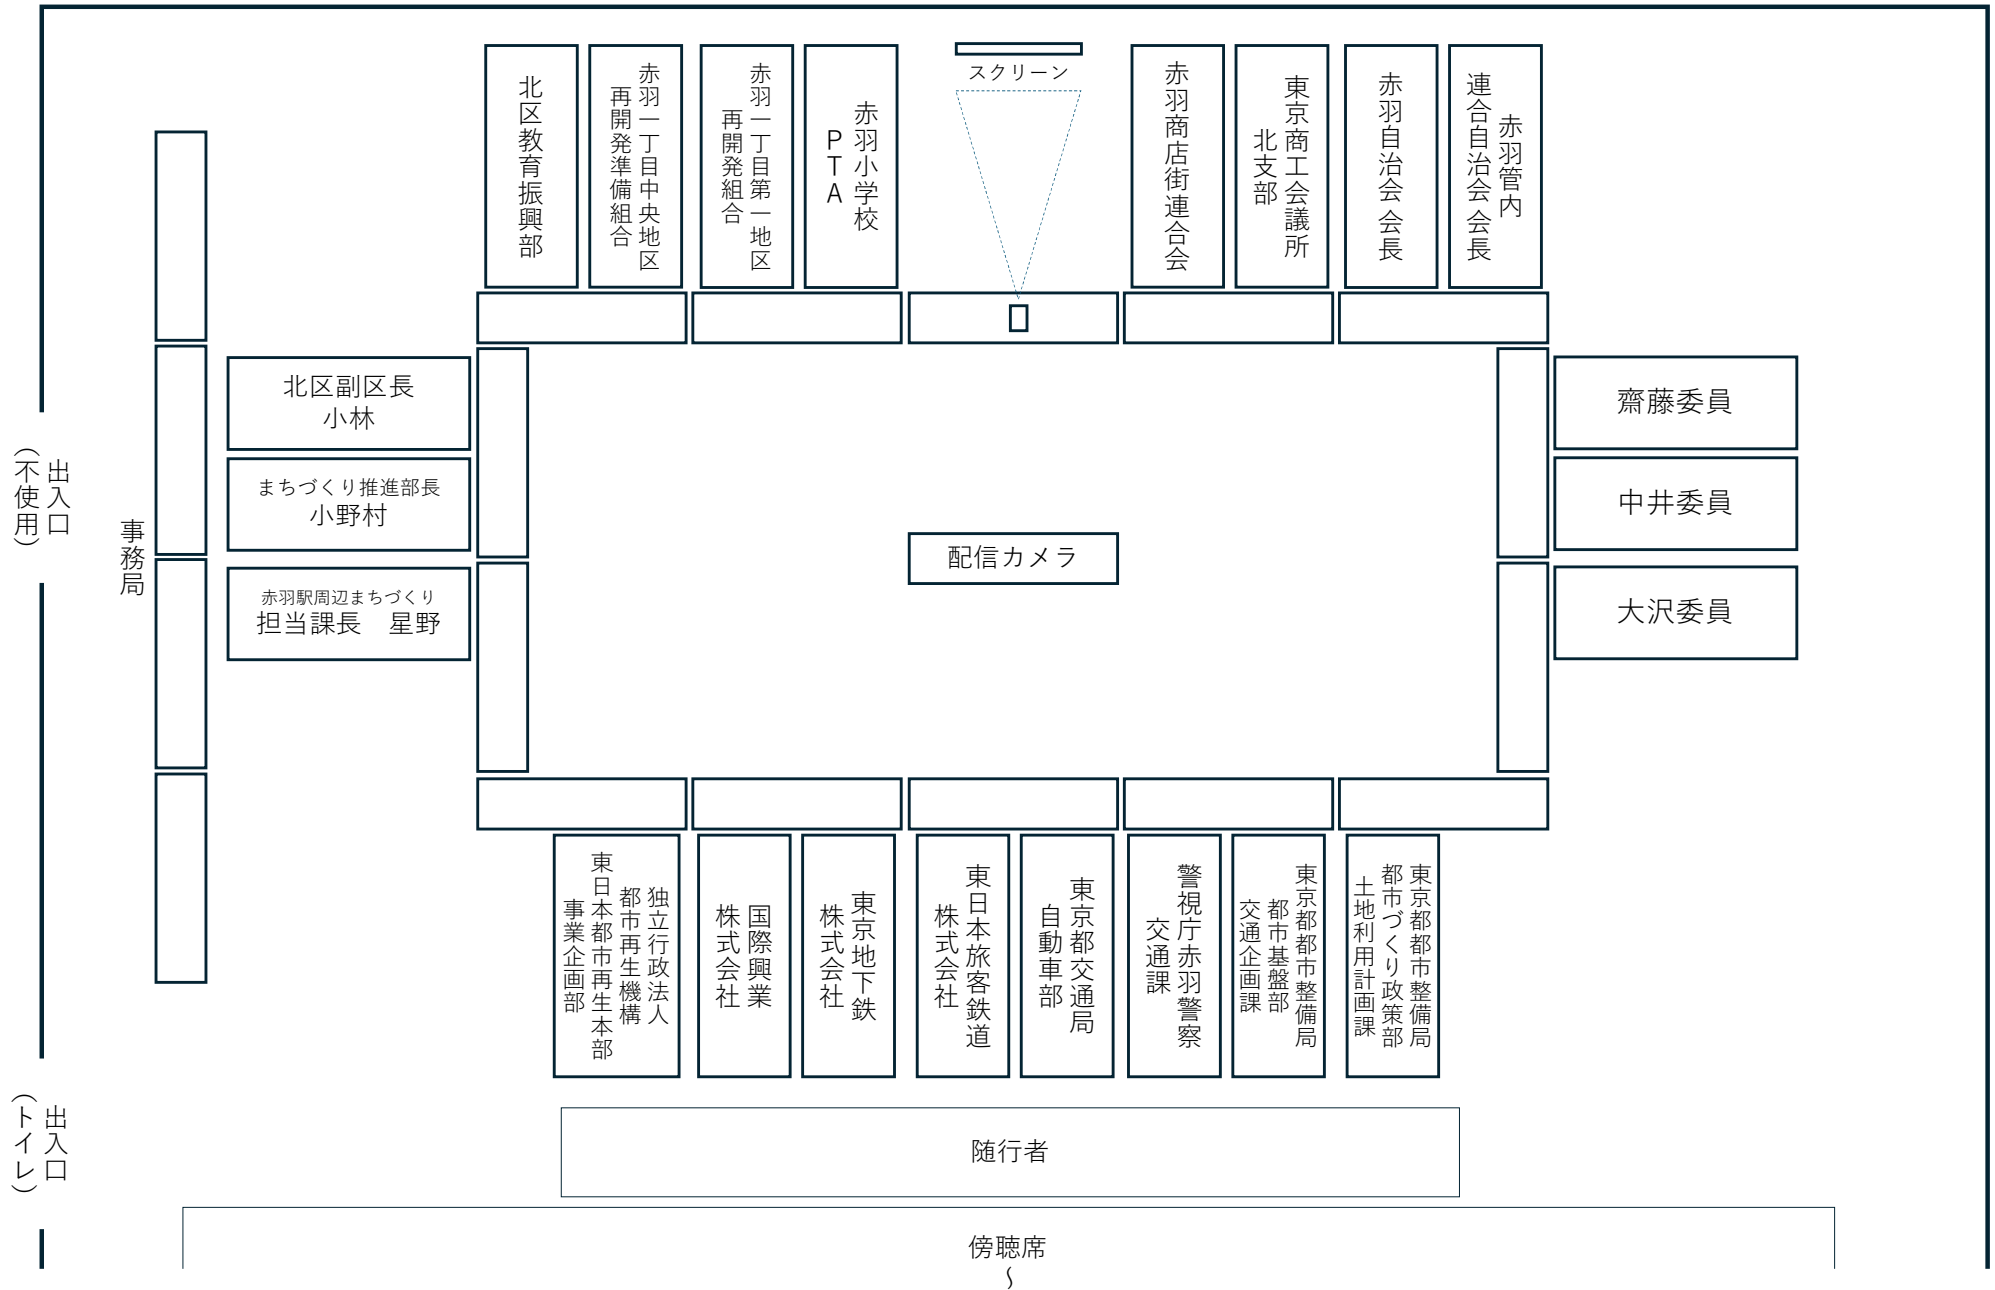 スクリーン
北区教育振興部
赤羽一丁目中央地区
再開発準備組合
赤羽一丁目第一地区
再開発組合
赤羽小学校
PTA
赤羽商店街連合会
東京商工会議所
北支部
赤羽自治会 会長
赤羽管内
連合自治会 会長
出入口
（不使用）
事務局
北区副区長
小林
まちづくり推進部長
小野村
赤羽駅周辺まちづくり
担当課長　星野
配信カメラ
齋藤委員
中井委員
大沢委員
独立行政法人
都市再生機構
東日本都市再生本部
事業企画部
国際興業
株式会社
東京地下鉄
株式会社
東日本旅客鉄道
株式会社
東京都交通局
自動車部
警視庁赤羽警察
交通課
東京都都市整備局
都市基盤部
交通企画課
東京都都市整備局
都市づくり政策部
土地利用計画課
出入口
（トイレ）
随行者
傍聴席
～